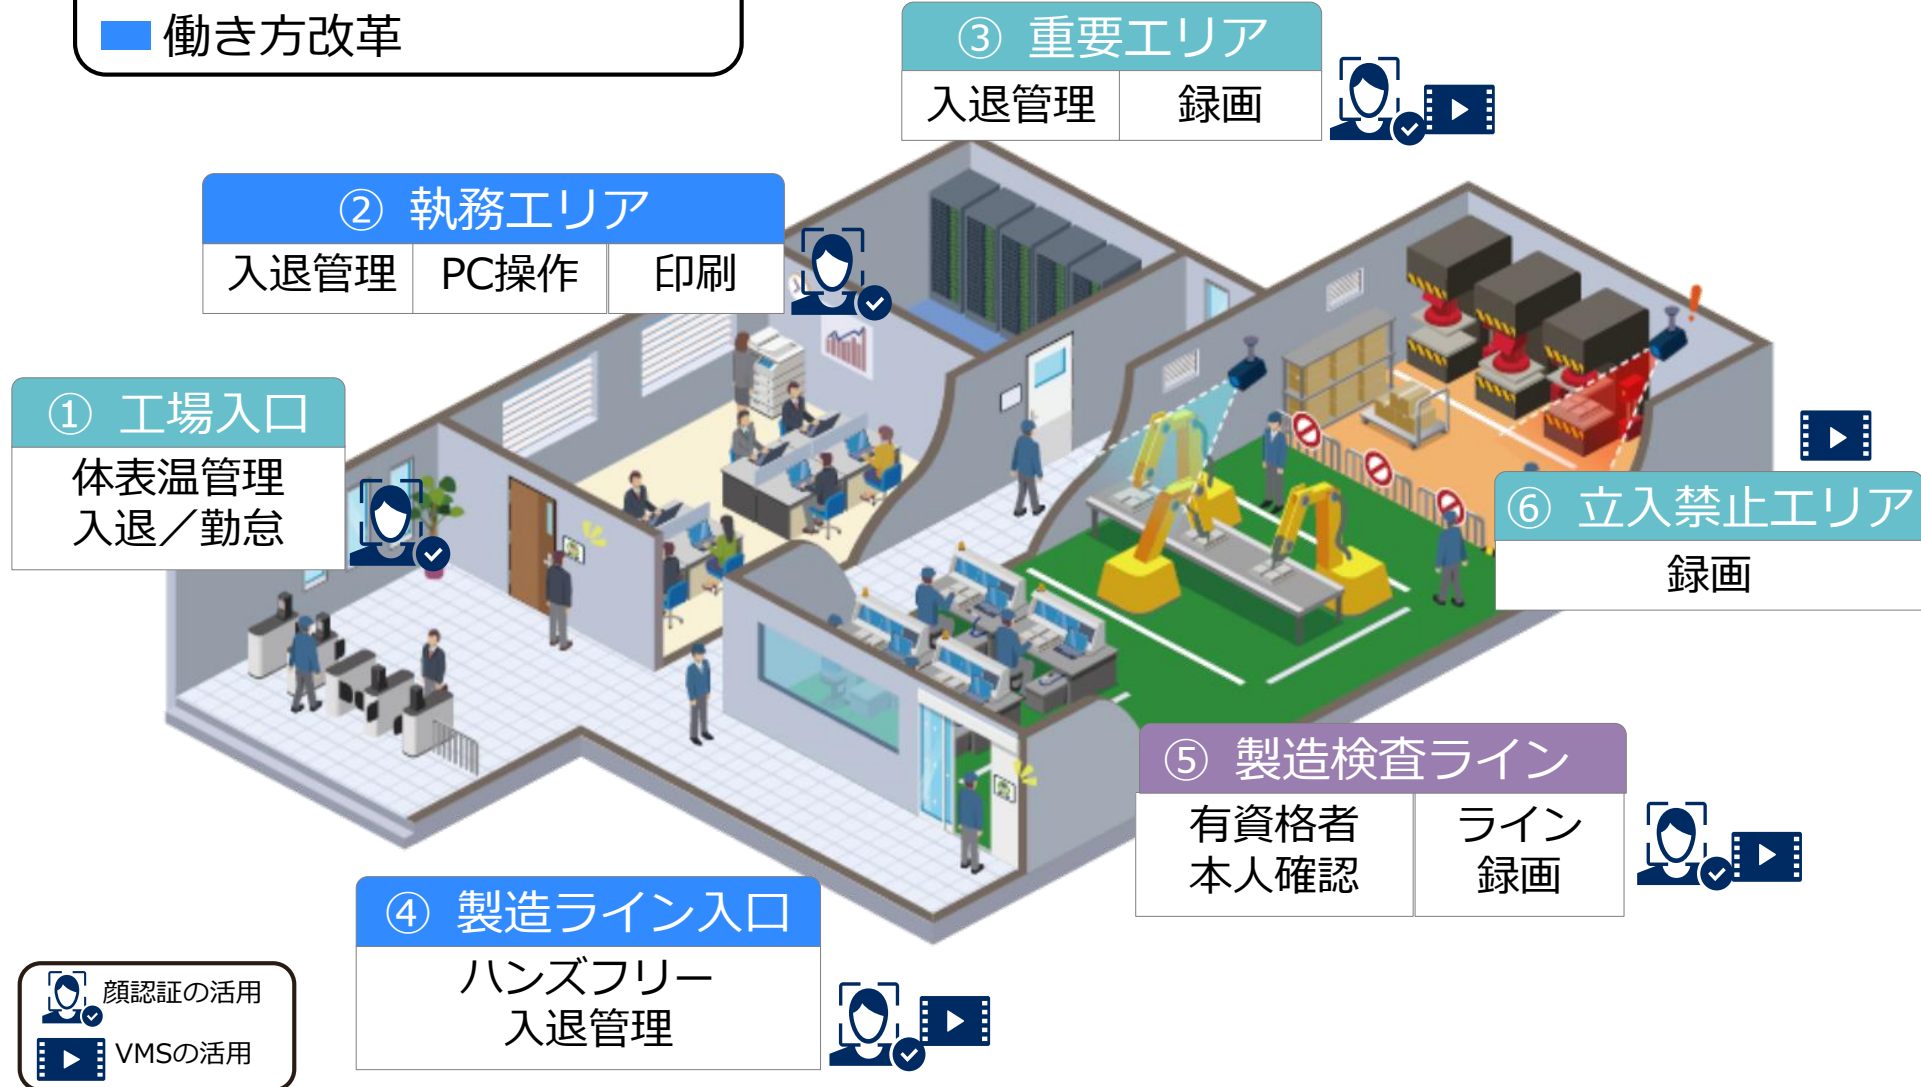 働き方改革
③ 重要エリア
入退管理 録画
② 執務エリア
入退管理 PC操作 印刷
① 工場入口
体表温管理
入退／勤怠
⑥ 立入禁止エリア
録画
⑤ 製造検査ライン
有資格者
本人確認
ライン
録画
④ 製造ライン入口
ハンズフリー
入退管理
顔認証の活用
VMSの活用